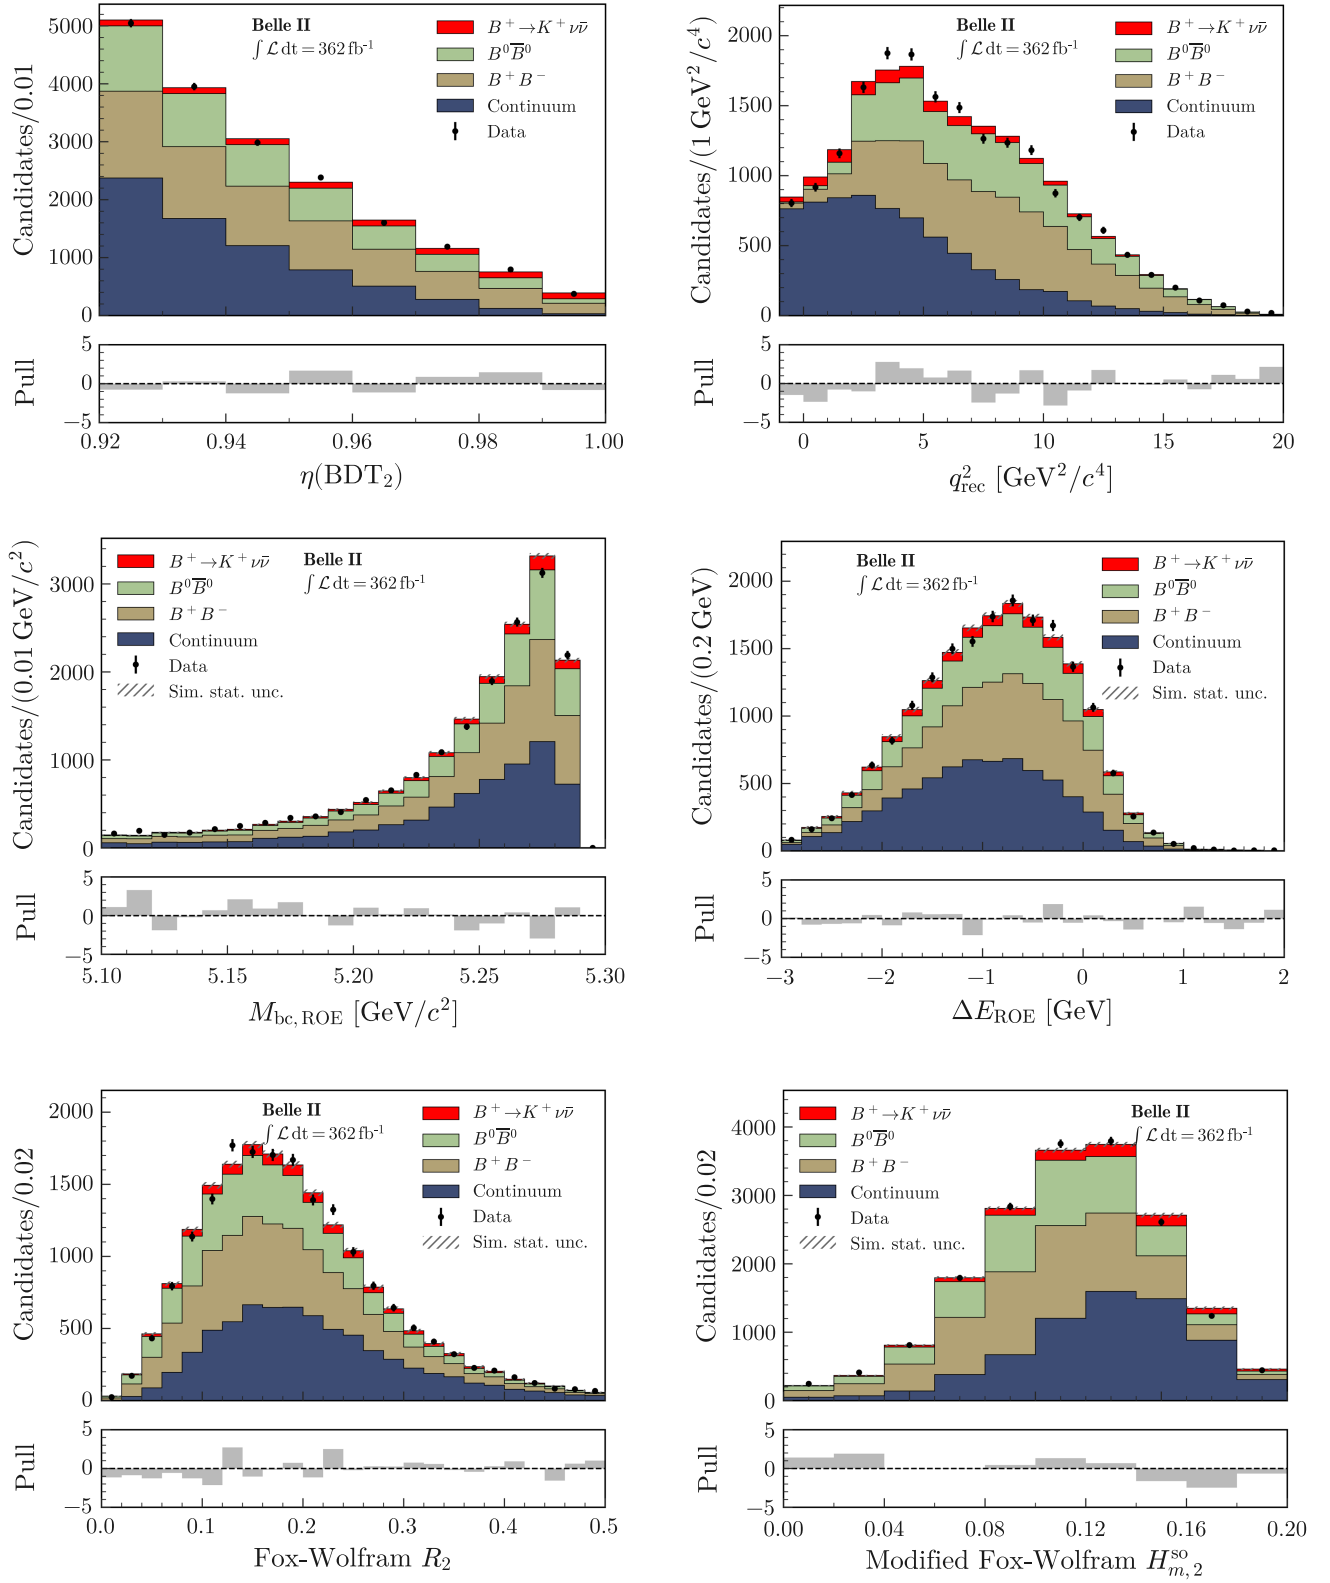 Candidates/0.01
5000
4000
3000
2000
1000
0
Belle II
∫ℒdt = 362 fb⁻¹
B⁺→K⁺νν̄
B⁰B̄⁰
B⁺B⁻
Continuum
Data
Pull
5
0
−5
0.92 0.94 0.96 0.98 1.00
η(BDT₂)
Candidates/(1 GeV²/c⁴)
2000
1500
1000
500
0
Belle II
∫ℒdt = 362 fb⁻¹
B⁺→K⁺νν̄
B⁰B̄⁰
B⁺B⁻
Continuum
Data
Pull
5
0
−5
0 5 10 15 20
q²rec [GeV²/c⁴]
Candidates/(0.01 GeV/c²)
3000
2000
1000
0
B⁺→K⁺νν̄
B⁰B̄⁰
B⁺B⁻
Continuum
Data
Sim. stat. unc.
Belle II
∫ℒdt = 362 fb⁻¹
Pull
5
0
−5
5.10 5.15 5.20 5.25 5.30
Mbc, ROE [GeV/c²]
Candidates/(0.2 GeV)
2000
1500
1000
500
0
Belle II
∫ℒdt = 362 fb⁻¹
B⁺→K⁺νν̄
B⁰B̄⁰
B⁺B⁻
Continuum
Data
Sim. stat. unc.
Pull
5
0
−5
−3 −2 −1 0 1 2
ΔEROE [GeV]
Candidates/0.02
2000
1500
1000
500
0
Belle II
∫ℒdt = 362 fb⁻¹
B⁺→K⁺νν̄
B⁰B̄⁰
B⁺B⁻
Continuum
Data
Sim. stat. unc.
Pull
5
0
−5
0.0 0.1 0.2 0.3 0.4 0.5
Fox-Wolfram R₂
Candidates/0.02
4000
3000
2000
1000
0
B⁺→K⁺νν̄
B⁰B̄⁰
B⁺B⁻
Continuum
Data
Sim. stat. unc.
Belle II
∫ℒdt = 362 fb⁻¹
Pull
5
0
−5
0.00 0.04 0.08 0.12 0.16 0.20
Modified Fox-Wolfram Hˢᵒm, 2